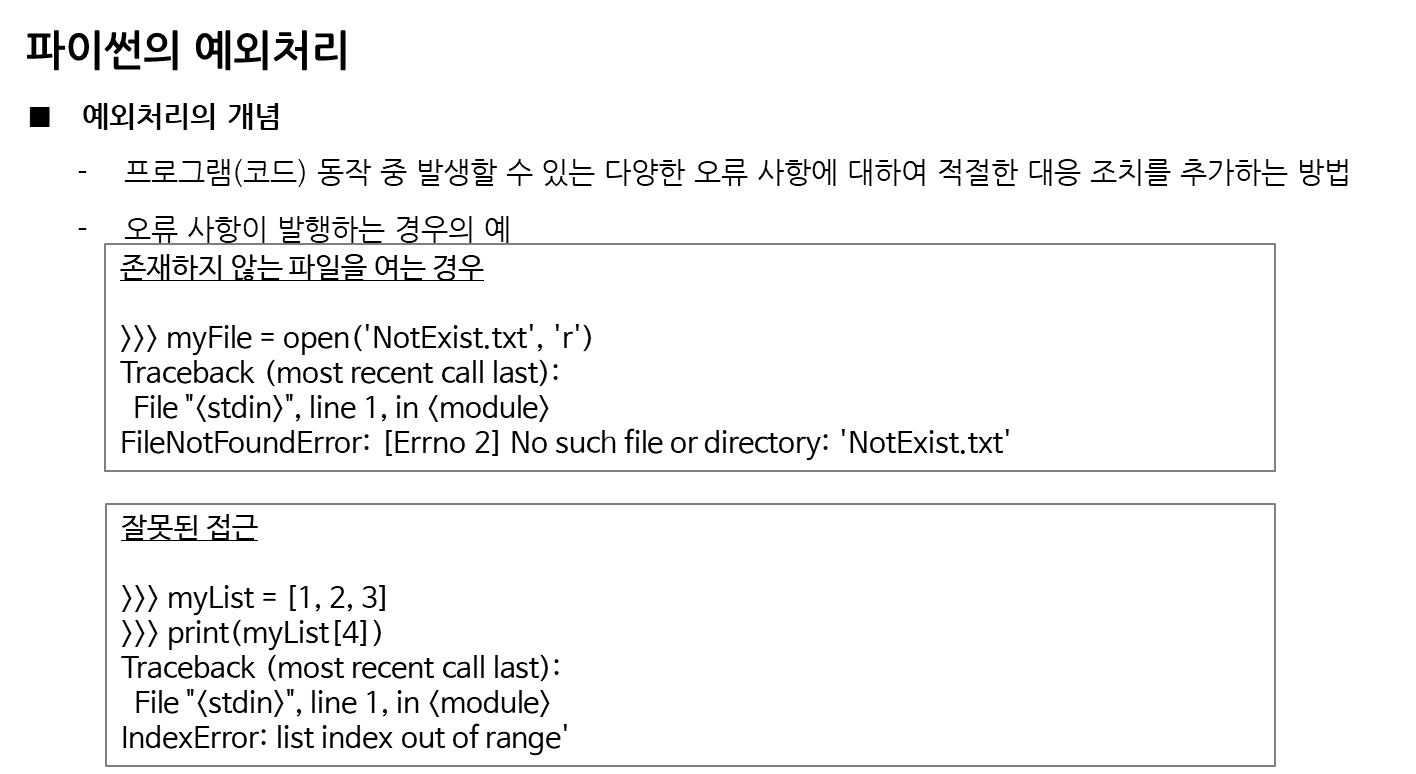 파이썬의 예외처리
■ 예외처리의 개념
- 프로그램(코드) 동작 중 발생할 수 있는 다양한 오류 사항에 대하여 적절한 대응 조치를 추가하는 방법
- 오류 사항이 발행하는 경우의 예
존재하지 않는 파일을 여는 경우
>>> myFile = open('NotExist.txt', 'r')
Traceback (most recent call last):
File "<stdin>", line 1, in <module>
FileNotFoundError: [Errno 2] No such file or directory: 'NotExist.txt'
잘못된 접근
>>> myList = [1, 2, 3]
>>> print(myList[4])
Traceback (most recent call last):
File "<stdin>", line 1, in <module>
IndexError: list index out of range'